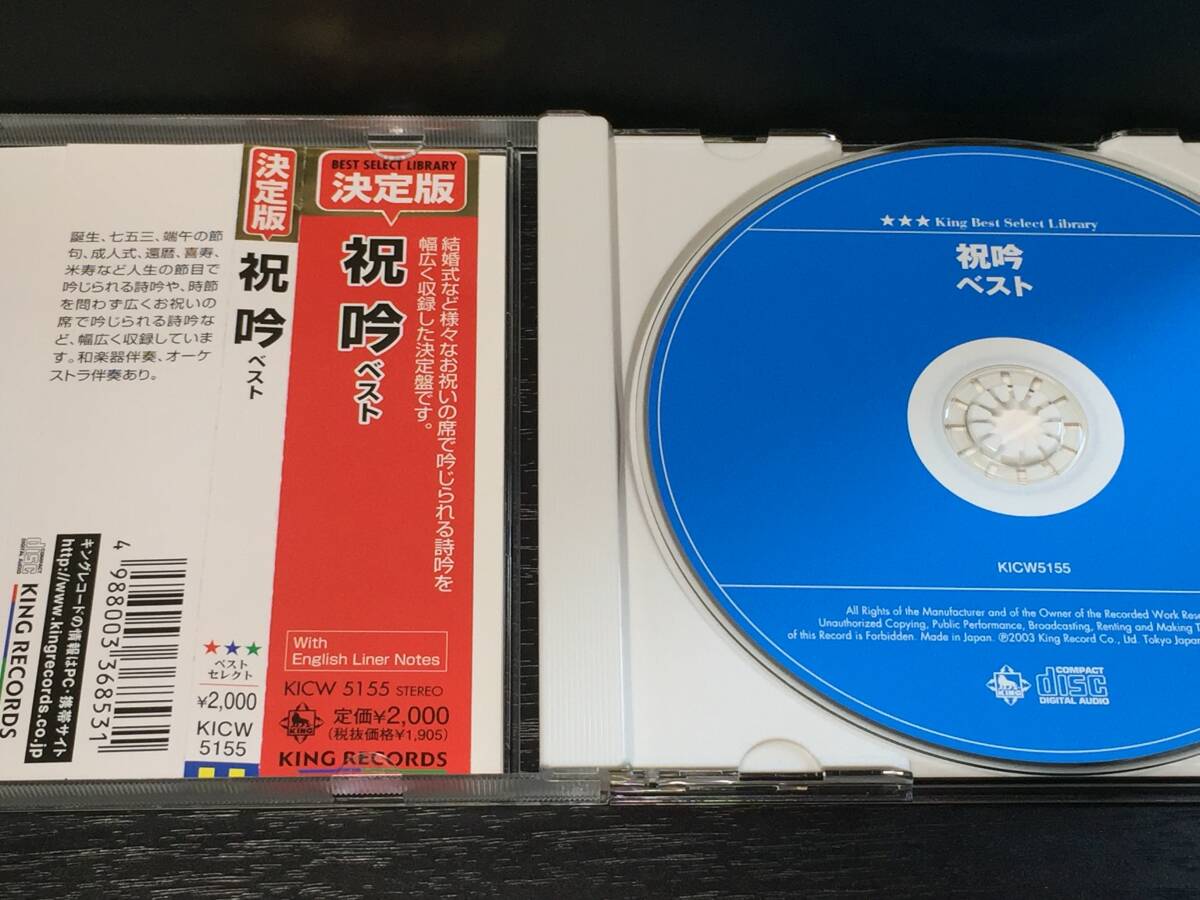 誕生、七五三、端午の節
句、成人式、還暦、喜寿、
米寿など人生の節目で
吟じられる詩吟や、時節
を問わず広くお祝いの
席で吟じられる詩吟な
ど、幅広く収録していま
す。和楽器伴奏、オーケ
ストラ伴奏あり。
キングレコードの情報はPC・携帯サイト
http://www.kingrecords.co.jp
4 988003 368531
COMPACT
disc
DIGITAL AUDIO
KING RECORDS
決定版
祝吟
ベスト
ベスト
セレクト
¥2,000
KICW
5155
BEST SELECT LIBRARY
決定版
祝吟
ベスト
結婚式など様々なお祝いの席で吟じられる詩吟を
幅広く収録した決定盤です。
With
English Liner Notes
KICW 5155 STEREO
KING
定価¥2,000
(税抜価格¥1,905)
KING RECORDS
★★★ King Best Select Library
祝吟
ベスト
KICW5155
All Rights of the Manufacturer and of the Owner of the Recorded Work Rese
Unauthorized Copying, Public Performance, Broadcasting, Renting and Making T
of this Record is Forbidden. Made in Japan. ℗2003 King Record Co., Ltd. Tokyo Japan
KING
COMPACT
disc
DIGITAL AUDIO